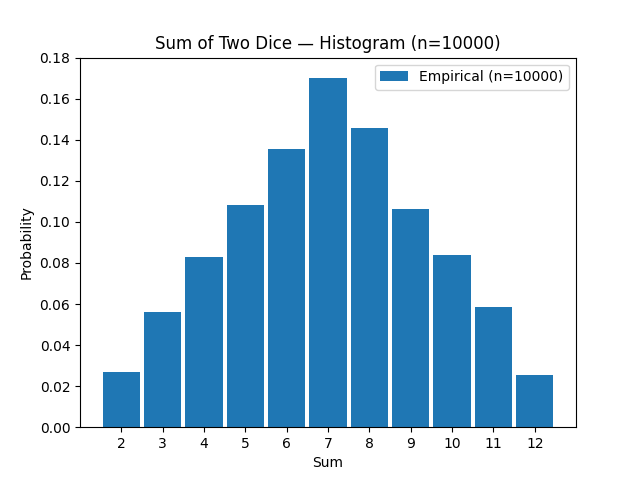 Sum of Two Dice — Histogram (n=10000)
Empirical (n=10000)
Probability
0.18
0.16
0.14
0.12
0.10
0.08
0.06
0.04
0.02
0.00
2 3 4 5 6 7 8 9 10 11 12
Sum